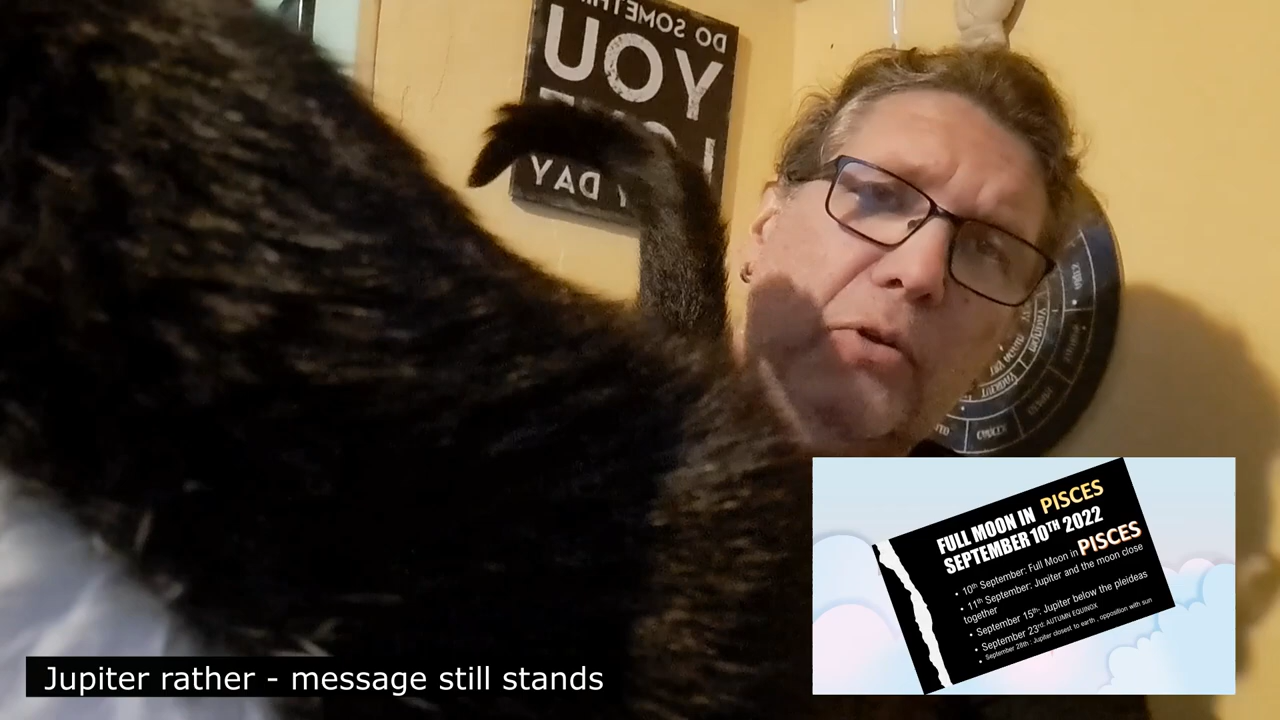 DO SOMETHI
YOU
DAY
FULL MOON IN PISCES
SEPTEMBER 10TH 2022
• 10th September: Full Moon in PISCES
• 11th September: Jupiter and the moon close
together
• September 15th: Jupiter below the pleideas
• September 23rd: AUTUMN EQUINOX
• September 28th : Jupiter closest to earth , opposition with sun
Jupiter rather - message still stands